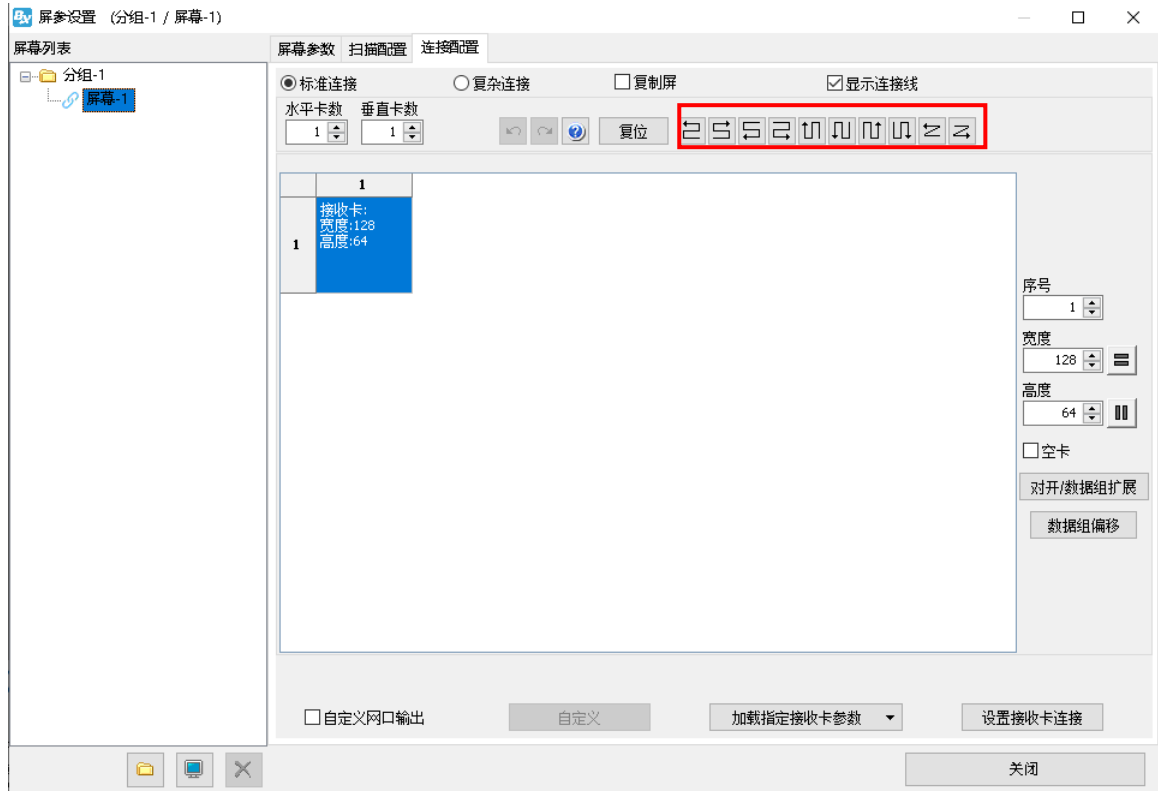 屏参设置 (分组-1 / 屏幕-1)
屏幕列表
屏幕参数 扫描配置 连接配置
分组-1
屏幕-1
标准连接 复杂连接 复制屏 显示连接线
水平卡数 垂直卡数
1 1 复位
1
接收卡:
宽度:128
1 高度:64
序号
1
宽度
128
高度
64
空卡
对开/数据组扩展
数据组偏移
自定义网口输出 自定义 加载指定接收卡参数 设置接收卡连接
关闭